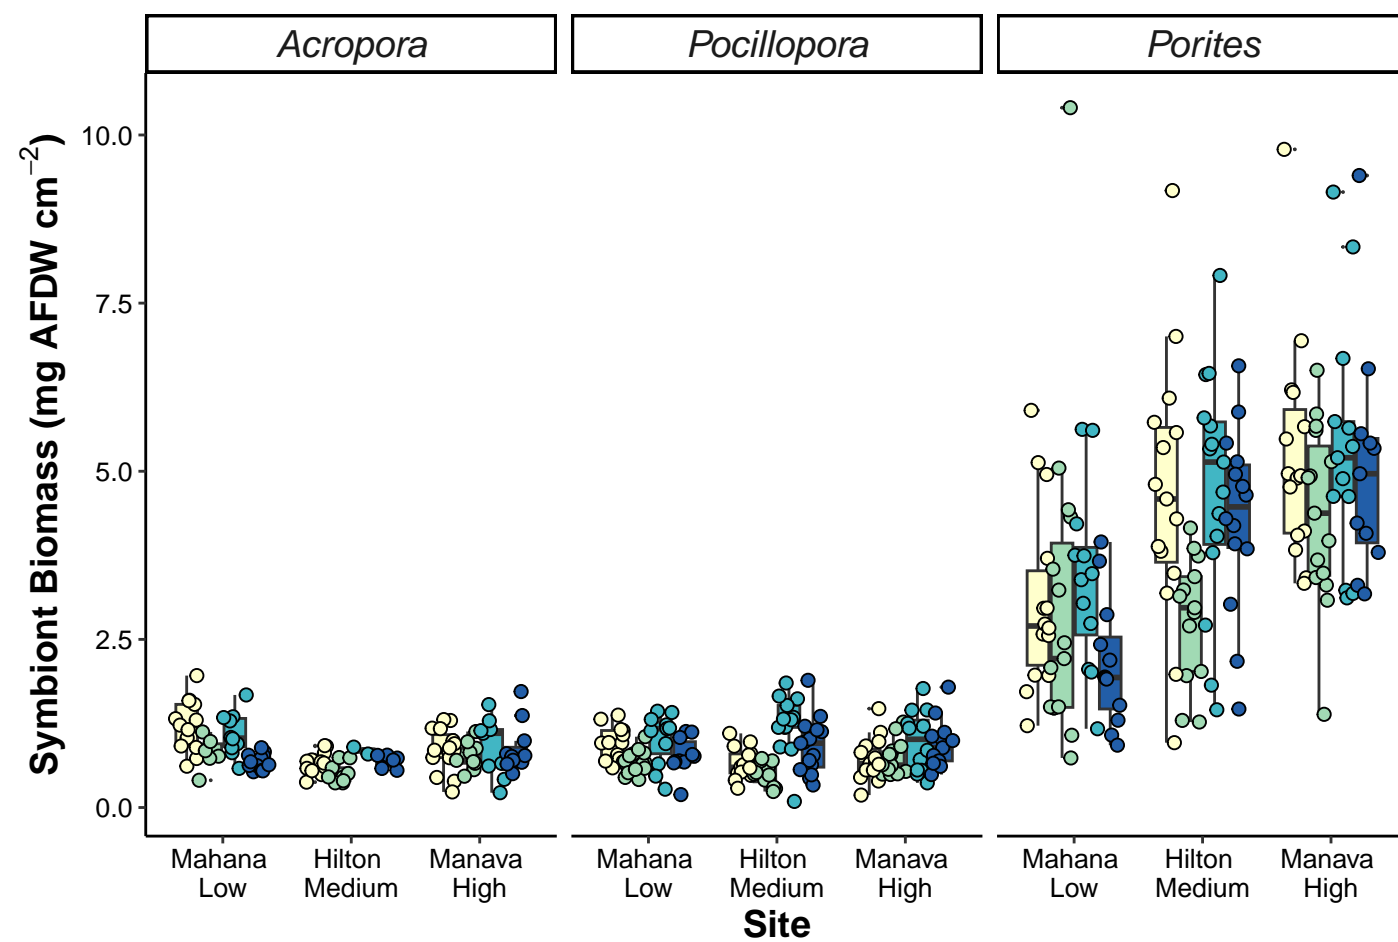 Acropora
Pocillopora
Porites
Symbiont Biomass (mg AFDW cm⁻²)
10.0
7.5
5.0
2.5
0.0
Mahana
Low
Hilton
Medium
Manava
High
Mahana
Low
Hilton
Medium
Manava
High
Mahana
Low
Hilton
Medium
Manava
High
Site